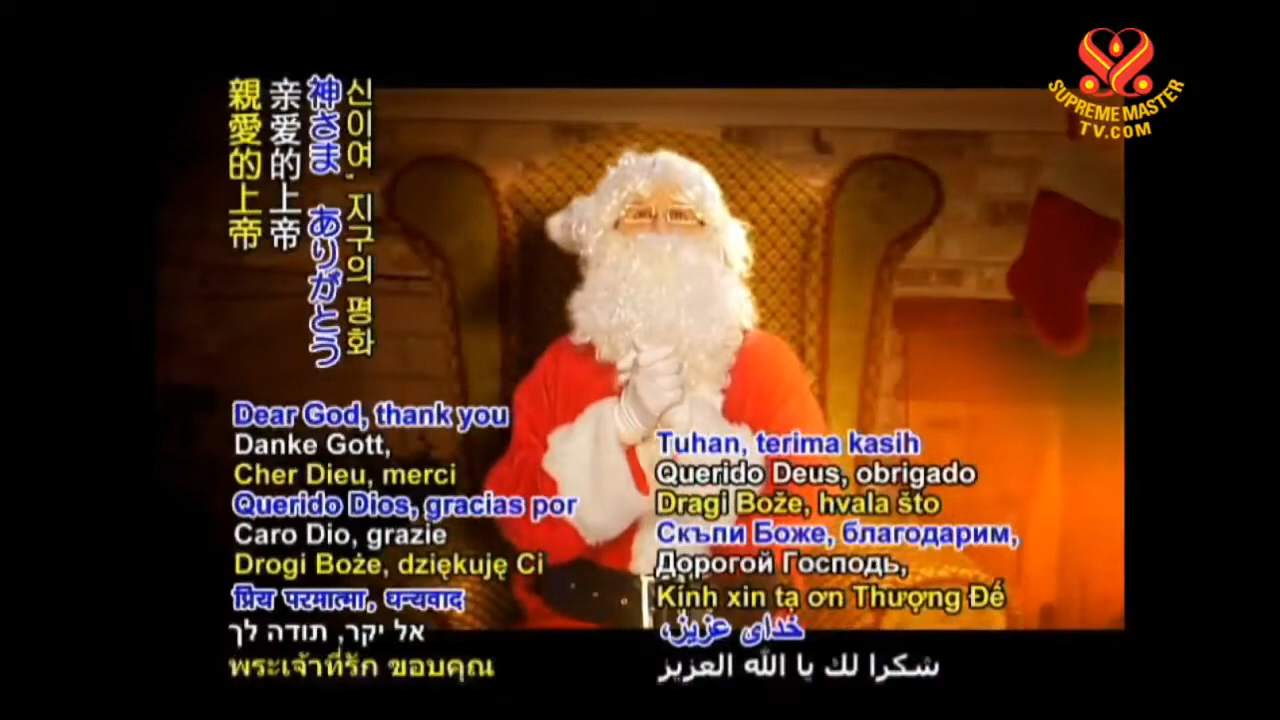 SUPREME MASTER
TV.COM
신이여, 지구의 평화
神さま ありがとう
亲爱的上帝
親愛的上帝
Dear God, thank you
Danke Gott,
Cher Dieu, merci
Querido Dios, gracias por
Caro Dio, grazie
Drogi Boże, dziękuję Ci
प्रिय परमात्मा, धन्यवाद
אל יקר, תודה לך
พระเจ้าที่รัก ขอบคุณ
Tuhan, terima kasih
Querido Deus, obrigado
Dragi Bože, hvala što
Скъпи Боже, благодарим,
Дорогой Господь,
Kính xin tạ ơn Thượng Đế
خدای عزیز،
شكرا لك يا الله العزيز